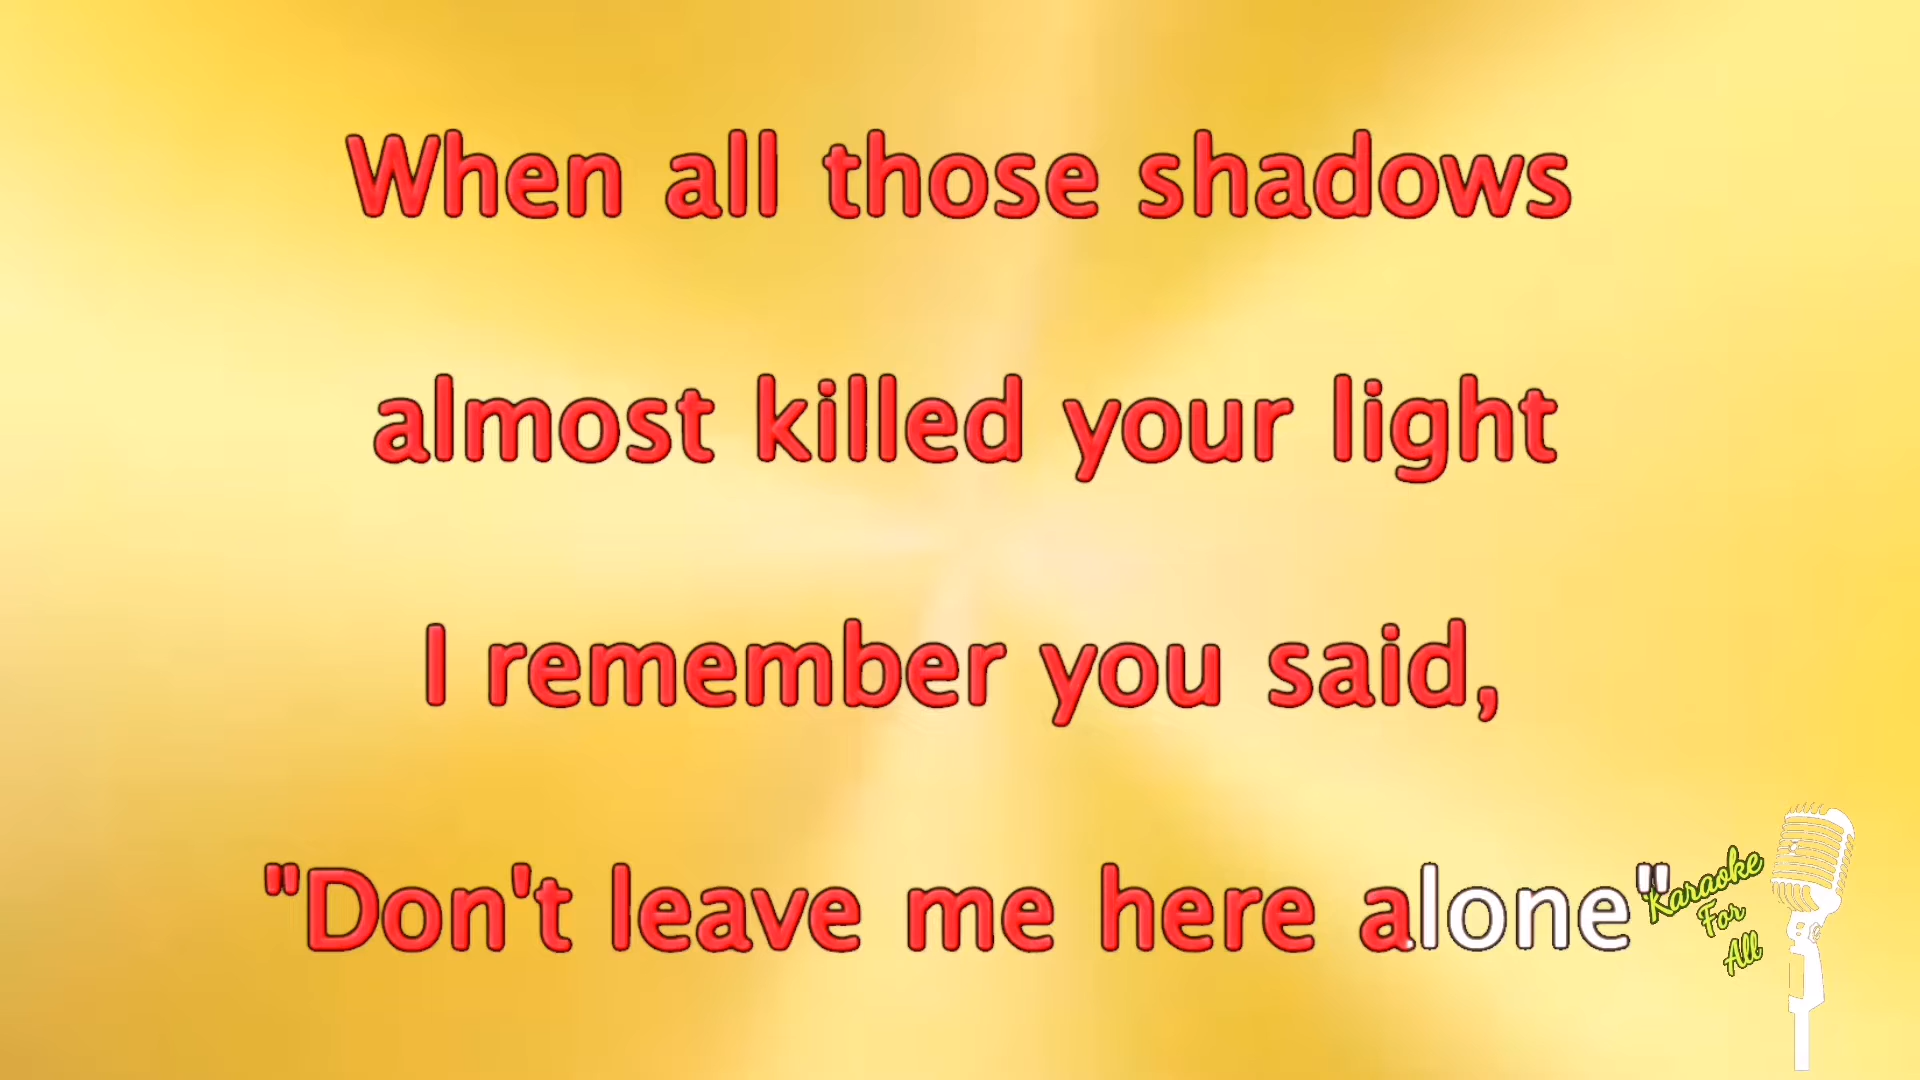 When all those shadows
almost killed your light
I remember you said,
"Don't leave me here alone"
Karaoke
For
All